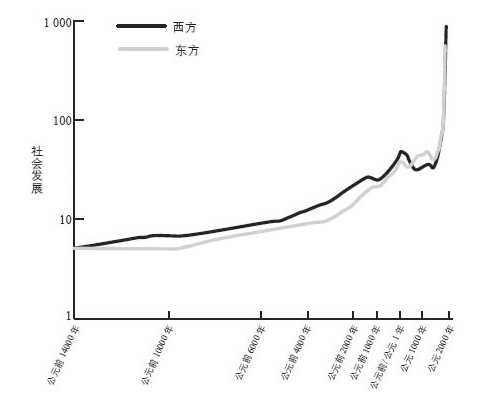 1 000
西方
东方
100
社会发展
10
1
公元前 14000 年
公元前 10000 年
公元前 6000 年
公元前 4000 年
公元前 2000 年
公元前 1000 年
公元前/公元 1 年
公元 1000 年
公元 2000 年